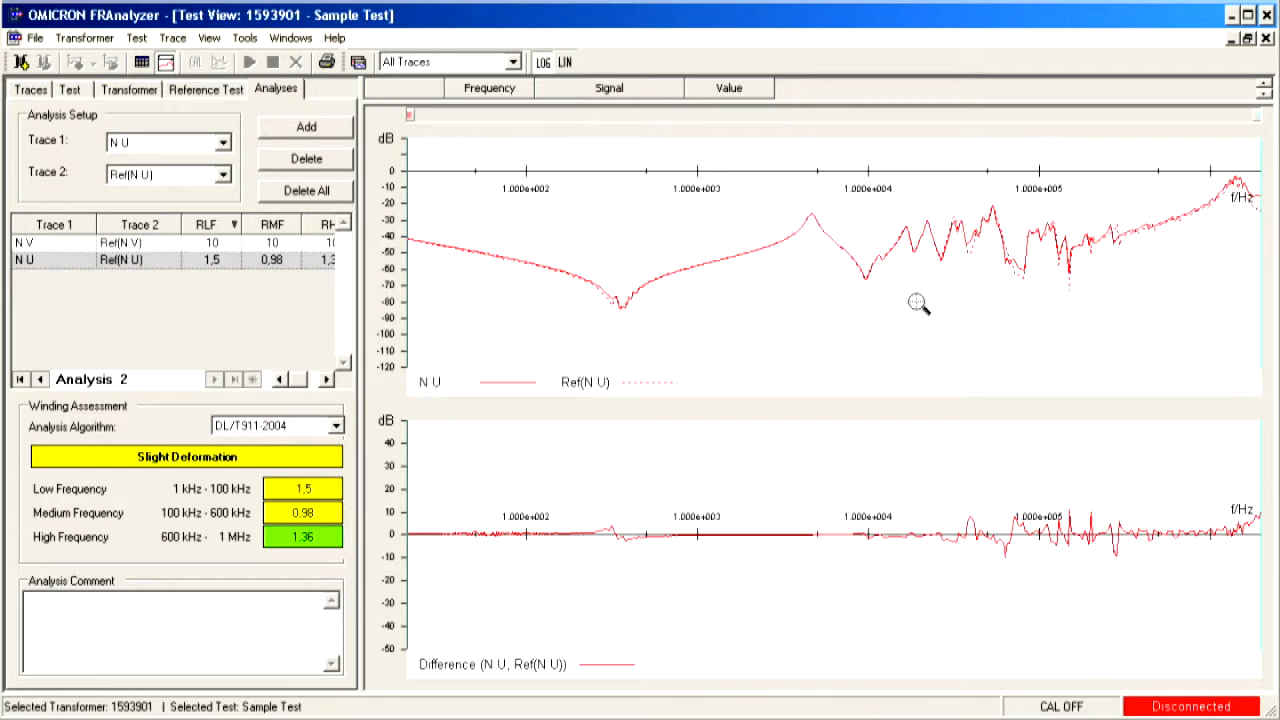 OMICRON FRAnalyzer - [Test View: 1593901 - Sample Test]
File Transformer Test Trace View Tools Windows Help
All Traces LOG LIN
Traces Test Transformer Reference Test Analyses
Frequency Signal Value
Analysis Setup
Trace 1: N U
Trace 2: Ref(N U)
Add
Delete
Delete All
Trace 1 Trace 2 RLF RMF RH
N V Ref(N V) 10 10 10
N U Ref(N U) 1,5 0,98 1,3
Analysis 2
Winding Assessment
Analysis Algorithm: DL/T911-2004
Slight Deformation
Low Frequency 1 kHz - 100 kHz 1,5
Medium Frequency 100 kHz - 600 kHz 0.98
High Frequency 600 kHz - 1 MHz 1.36
Analysis Comment
dB
0
-10
-20
-30
-40
-50
-60
-70
-80
-90
-100
-110
-120
1.000e+002 1.000e+003 1.000e+004 1.000e+005
f/Hz
N U Ref(N U)
dB
40
30
20
10
0
-10
-20
-30
-40
-50
1.000e+002 1.000e+003 1.000e+004 1.000e+005
f/Hz
Difference (N U, Ref(N U))
Selected Transformer: 1593901 | Selected Test: Sample Test
CAL OFF Disconnected